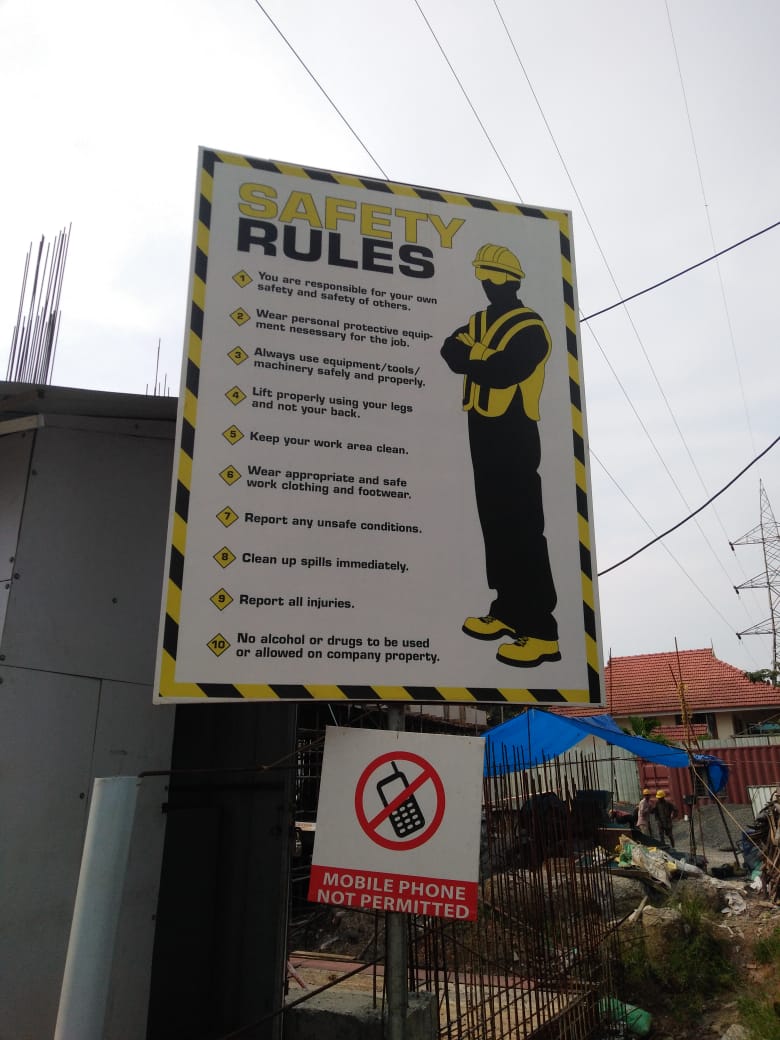 SAFETY
RULES
1 You are responsible for your own
safety and safety of others.
2 Wear personal protective equip-
ment nesessary for the job.
3 Always use equipment/tools/
machinery safely and properly.
4 Lift properly using your legs
and not your back.
5 Keep your work area clean.
6 Wear appropriate and safe
work clothing and footwear.
7 Report any unsafe conditions.
8 Clean up spills immediately.
9 Report all injuries.
10 No alcohol or drugs to be used
or allowed on company property.
MOBILE PHONE
NOT PERMITTED